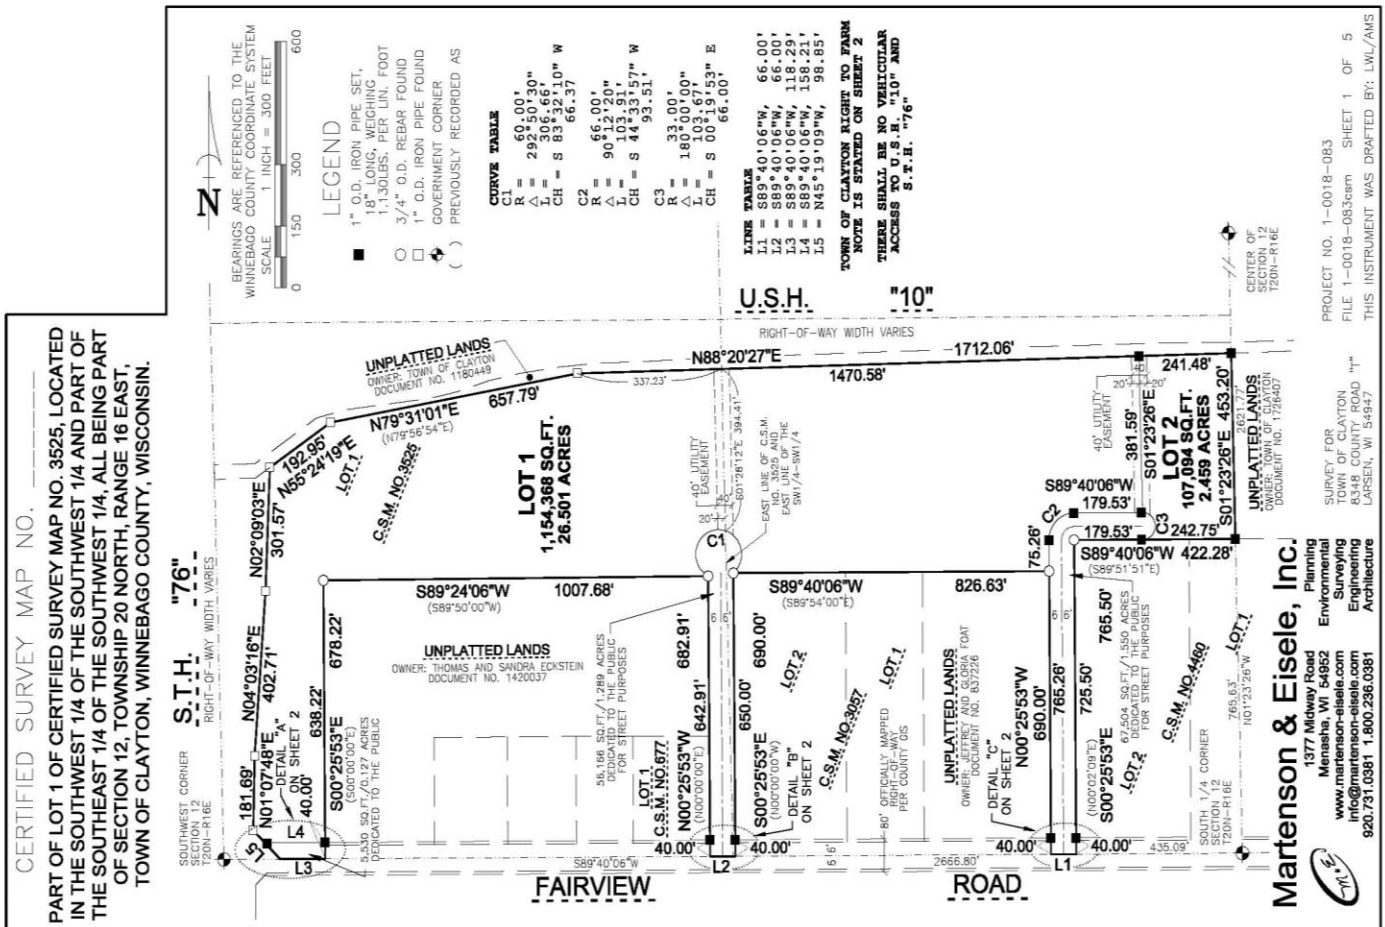 CERTIFIED SURVEY MAP NO.
PART OF LOT 1 OF CERTIFIED SURVEY MAP NO. 3525, LOCATED
IN THE SOUTHWEST 1/4 OF THE SOUTHWEST 1/4 AND PART OF
THE SOUTHEAST 1/4 OF THE SOUTHWEST 1/4, ALL BEING PART
OF SECTION 12, TOWNSHIP 20 NORTH, RANGE 16 EAST,
TOWN OF CLAYTON, WINNEBAGO COUNTY, WISCONSIN.
N
BEARINGS ARE REFERENCED TO THE
WINNEBAGO COUNTY COORDINATE SYSTEM
SCALE 1 INCH = 300 FEET
0 150 300 600
LEGEND
1" O.D. IRON PIPE SET,
18" LONG, WEIGHING
1.130LBS. PER LIN. FOOT
3/4" O.D. REBAR FOUND
1" O.D. IRON PIPE FOUND
GOVERNMENT CORNER
( ) PREVIOUSLY RECORDED AS
CURVE TABLE
C1
R = 60.00'
△ = 292°50'30"
L = 306.66'
CH = S 83°32'10" W
66.37
C2
R = 66.00'
△ = 90°12'20"
L = 103.91'
CH = S 44°33'57" W
93.51'
C3
R = 33.00'
△ = 180°00'00"
L = 103.67'
CH = S 00°19'53" E
66.00'
LINE TABLE
L1 = S89°40'06"W, 66.00'
L2 = S89°40'06"W, 66.00'
L3 = S89°40'06"W, 118.29'
L4 = S89°40'06"W, 158.21'
L5 = N45°19'09"W, 98.85'
TOWN OF CLAYTON RIGHT TO FARM
NOTE IS STATED ON SHEET 2
THERE SHALL BE NO VEHICULAR
ACCESS TO U.S.H. "10" AND
S.T.H. "76"
S.T.H. "76"
RIGHT-OF-WAY WIDTH VARIES
SOUTHWEST CORNER
SECTION 12
T20N-R16E
181.69'
N01°07'48"E
DETAIL "A"
ON SHEET 2
40.00'
L5
L4
L3
N04°03'16"E
402.71'
N02°09'03"E
301.57'
192.95'
N55°24'19"E
LOT 1
C.S.M. NO.3525
UNPLATTED LANDS
OWNER: TOWN OF CLAYTON
DOCUMENT NO. 1180449
N79°31'01"E
(N79°56'54"E)
657.79'
U.S.H. "10"
RIGHT-OF-WAY WIDTH VARIES
N88°20'27"E 1712.06'
337.23'
1470.58'
241.48'
LOT 1
1,154,368 SQ.FT.
26.501 ACRES
40' UTILITY
EASEMENT
40'
20'
S01°26'12"E 394.41'
EAST LINE OF C.S.M.
NO. 3525 AND
EAST LINE OF THE
SW1/4-SW1/4
C1
40' UTILITY
EASEMENT
40
20' 20'
381.59'
S01°23'26"E
LOT 2
107,094 SQ.FT.
2.459 ACRES
S01°23'26"E 453.20'
2621.77'
UNPLATTED LANDS
OWNER: TOWN OF CLAYTON
DOCUMENT NO. 1726407
CENTER OF
SECTION 12
T20N-R16E
S89°40'06"W
179.53'
C2
C3
75.26'
179.53' 242.75'
S89°40'06"W 422.28'
(S89°51'51"E)
678.22'
638.22'
S00°25'53"E
(S00°00'00"E)
5,530 SQ.FT./0.127 ACRES
DEDICATED TO THE PUBLIC
S89°24'06"W 1007.68'
(S89°50'00"W)
UNPLATTED LANDS
OWNER: THOMAS AND SANDRA ECKSTEIN
DOCUMENT NO. 1420037
56,166 SQ.FT./1.289 ACRES
DEDICATED TO THE PUBLIC
FOR STREET PURPOSES
LOT 1
C.S.M. NO.677
682.91'
642.91'
N00°25'53"W
(N00°00'00"E)
40.00'
690.00'
650.00'
S00°25'53"E
(N00°00'00"W)
40.00'
DETAIL "B"
ON SHEET 2
L2
S89°40'06"W 826.63'
(S89°54'00"E)
LOT 2
C.S.M. NO.3057
LOT 1
80' OFFICIALLY MAPPED
RIGHT-OF-WAY
PER COUNTY GIS
UNPLATTED LANDS
OWNER: JEFFREY AND GLORIA FOAT
DOCUMENT NO. 837226
DETAIL "C"
ON SHEET 2
N00°25'53"W
690.00'
765.26'
40.00'
765.50'
725.50'
S00°25'53"E
(N00°02'09"E)
40.00'
67,504 SQ.FT./1.550 ACRES
DEDICATED TO THE PUBLIC
FOR STREET PURPOSES
LOT 2
C.S.M. NO.4460
LOT 1
765.63'
N01°23'26"W
SOUTH 1/4 CORNER
SECTION 12
T20N-R16E
L1
S89°40'06"W
2666.80'
435.09'
FAIRVIEW ROAD
Martenson & Eisele, Inc.
1377 Midway Road
Menasha, WI 54952
www.martenson-eisele.com
info@martenson-eisele.com
920.731.0381 1.800.236.0381
Planning
Environmental
Surveying
Engineering
Architecture
SURVEY FOR
TOWN OF CLAYTON
8348 COUNTY ROAD "T"
LARSEN, WI 54947
PROJECT NO. 1-0018-083
FILE 1-0018-083csm SHEET 1 OF 5
THIS INSTRUMENT WAS DRAFTED BY: LWL/AMS